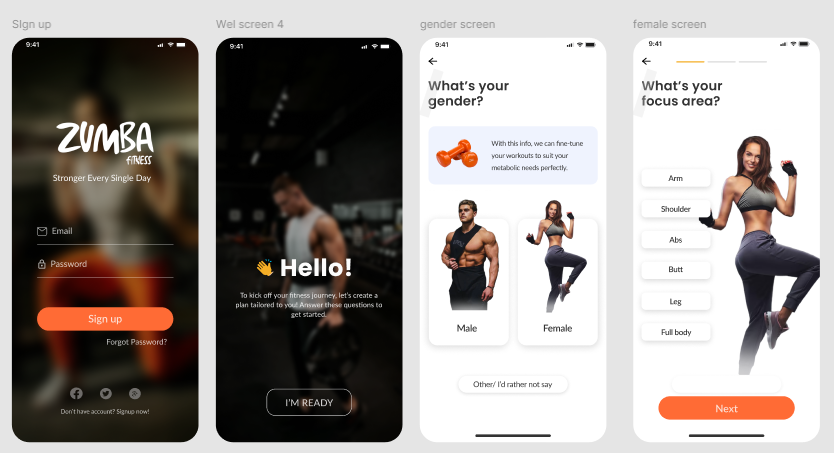 SIgn up
9:41
ZUMBA
fiTNESS
Stronger Every Single Day
Email
Password
Sign up
Forgot Password?
Don't have account? Signup now!
Wel screen 4
9:41
Hello!
To kick off your fitness journey, let's create a
plan tailored to you! Answer these questions to
get started.
I'M READY
gender screen
9:41
What's your
gender?
With this info, we can fine-tune
your workouts to suit your
metabolic needs perfectly.
Male
Female
Other/ I'd rather not say
female screen
9:41
What's your
focus area?
Arm
Shoulder
Abs
Butt
Leg
Full body
Next